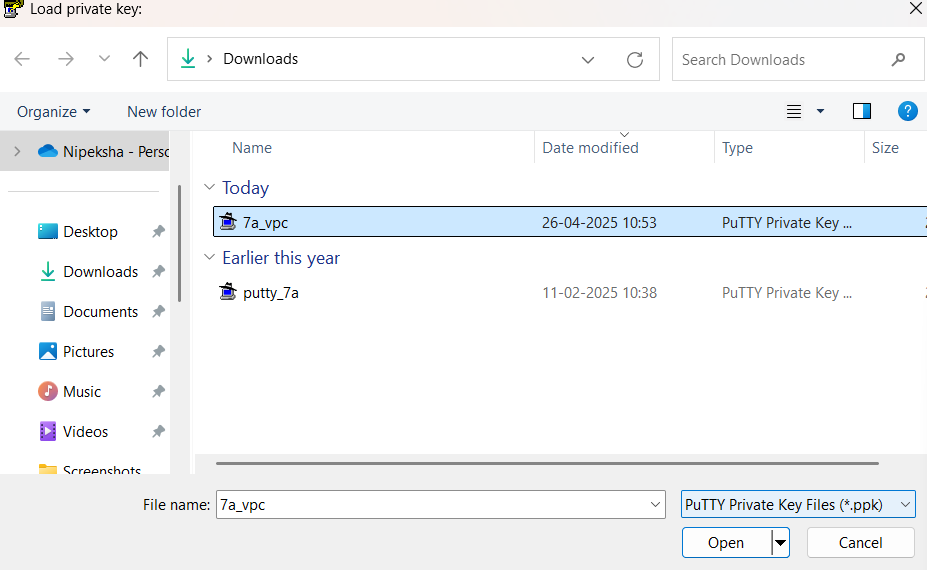 Load private key:
Downloads
Search Downloads
Organize
New folder
?
Nipeksha - Perso
Name
Date modified
Type
Size
Today
7a_vpc 26-04-2025 10:53 PuTTY Private Key ...
Desktop
Earlier this year
Downloads
putty_7a 11-02-2025 10:38 PuTTY Private Key ...
Documents
Pictures
Music
Videos
Screenshots
File name: 7a_vpc PuTTY Private Key Files (*.ppk)
Open
Cancel